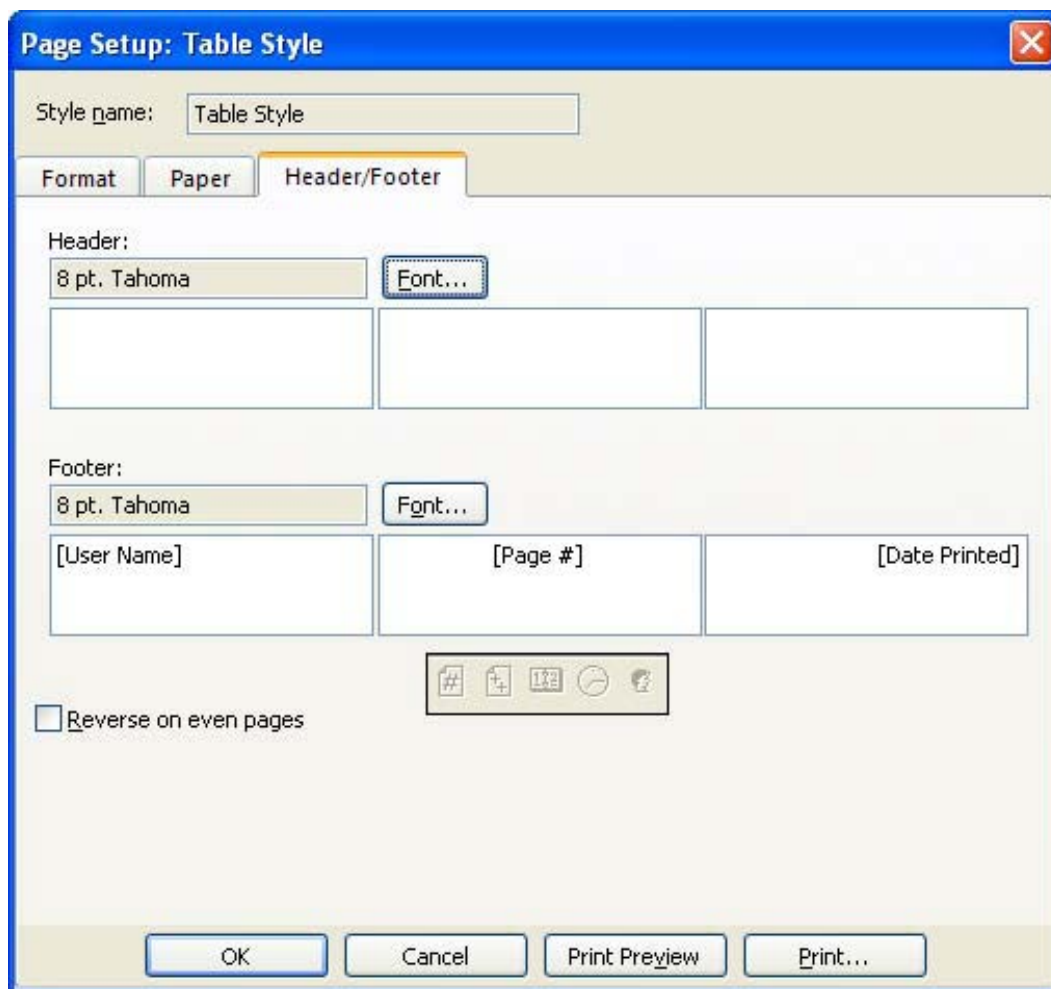 Page Setup: Table Style
Style name: Table Style
Format Paper Header/Footer
Header:
8 pt. Tahoma Font...
Footer:
8 pt. Tahoma Font...
[User Name] [Page #] [Date Printed]
Reverse on even pages
OK Cancel Print Preview Print...